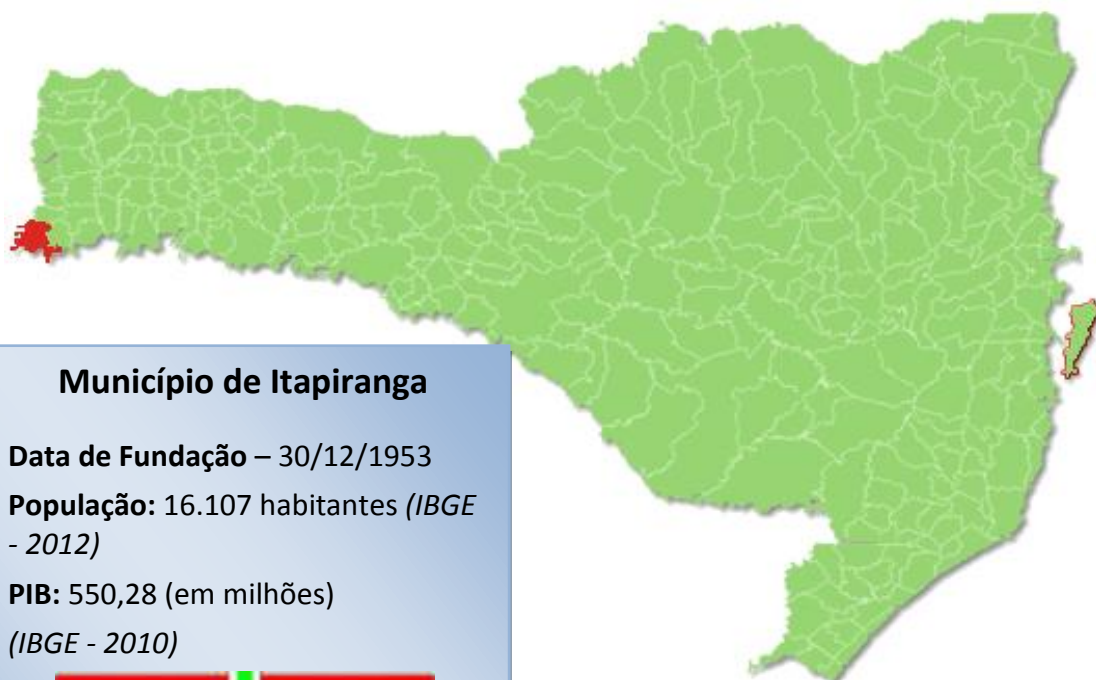 Município de Itapiranga
Data de Fundação – 30/12/1953
População: 16.107 habitantes (IBGE
- 2012)
PIB: 550,28 (em milhões)
(IBGE - 2010)